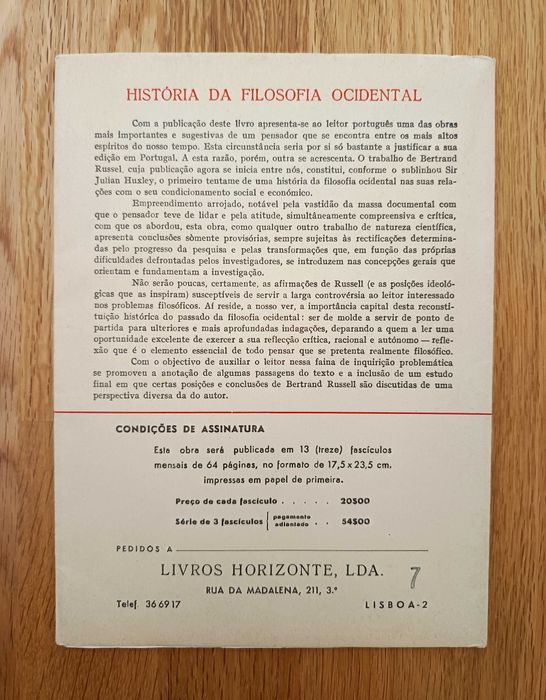 HISTÓRIA DA FILOSOFIA OCIDENTAL
Com a publicação deste livro apresenta-se ao leitor português uma das obras
mais importantes e sugestivas de um pensador que se encontra entre os mais altos
espíritos do nosso tempo. Esta circunstância seria por si só bastante a justificar a sua
edição em Portugal. A esta razão, porém, outra se acrescenta. O trabalho de Bertrand
Russel, cuja publicação agora se inicia entre nós, constitui, conforme o sublinhou Sir
Julian Huxley, o primeiro tentame de uma história da filosofia ocidental nas suas rela-
ções com o seu condicionamento social e económico.
Empreendimento arrojado, notável pela vastidão da massa documental com
que o pensador teve de lidar e pela atitude, simultâneamente compreensiva e crítica,
com que os abordou, esta obra, como qualquer outro trabalho de natureza científica,
apresenta conclusões sòmente provisórias, sempre sujeitas às rectificações determina-
das pelo progresso da pesquisa e pelas transformações que, em função das próprias
dificuldades defrontadas pelos investigadores, se introduzem nas concepções gerais que
orientam e fundamentam a investigação.
Não serão poucas, certamente, as afirmações de Russell (e as posições ideoló-
gicas que as inspiram) susceptíveis de servir a larga controvérsia ao leitor interessado
nos problemas filosóficos. Aí reside, a nosso ver, a importância capital desta reconsti-
tuição histórica do passado da filosofia ocidental: ser de molde a servir de ponto de
partida para ulteriores e mais aprofundadas indagações, deparando a quem a ler uma
oportunidade excelente de exercer a sua reflecção crítica, racional e autónomo — refle-
xão que é o elemento essencial de todo pensar que se pretenta realmente filosófico.
Com o objectivo de auxiliar o leitor nessa faina de inquirição problemática
se promoveu a anotação de algumas passagens do texto e a inclusão de um estudo
final em que certas posições e conclusões de Bertrand Russell são discutidas de uma
perspectiva diversa da do autor.
CONDIÇÕES DE ASSINATURA
Esta obra será publicada em 13 (treze) fascículos
mensais de 64 páginas, no formato de 17,5 x 23,5 cm,
impressas em papel de primeira.
Preço de cada fascículo . . . . . 20$00
Série de 3 fascículos pagamento adiantado . . 54$00
PEDIDOS A
LIVROS HORIZONTE, LDA. 7
RUA DA MADALENA, 211, 3.º
Telef. 366917 LISBOA-2